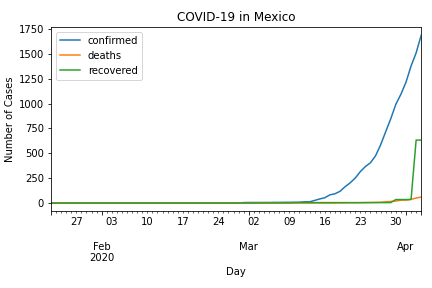 COVID-19 in Mexico
confirmed
deaths
recovered
Number of Cases
1750
1500
1250
1000
750
500
250
0
27 03 10 17 24 02 09 16 23 30
Feb Mar Apr
2020
Day